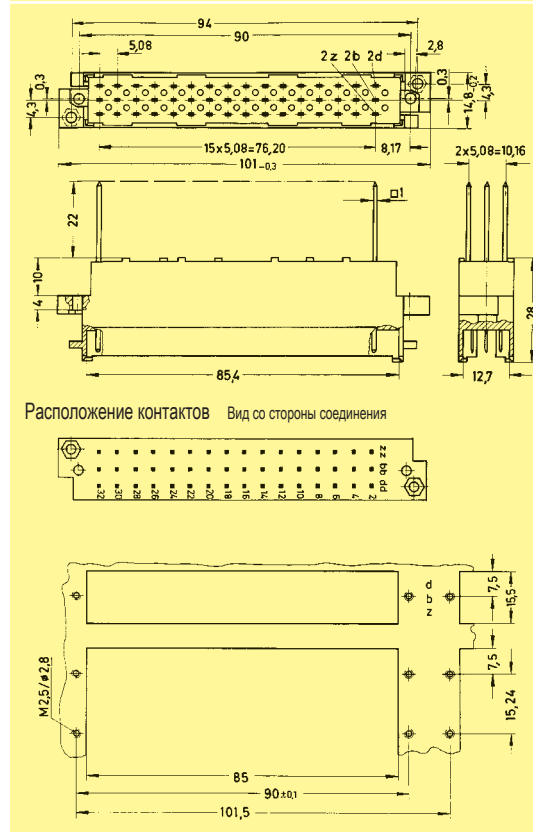 94
90
5,08
2z 2b 2d
2,8
0,3
4,3
0,3
4,3
14,8-0,2
15x5,08=76,20
8,17
101-0,3
2x5,08=10,16
22
□1
10
4
28
85,4
12,7
Расположение контактов Вид со стороны соединения
z z
b b
d d
32 30 28 26 24 22 20 18 16 14 12 10 8 6 4 2
d
b
z
7,5
15,5
7,5
15,24
M2,5/ø2,8
85
90±0,1
101,5